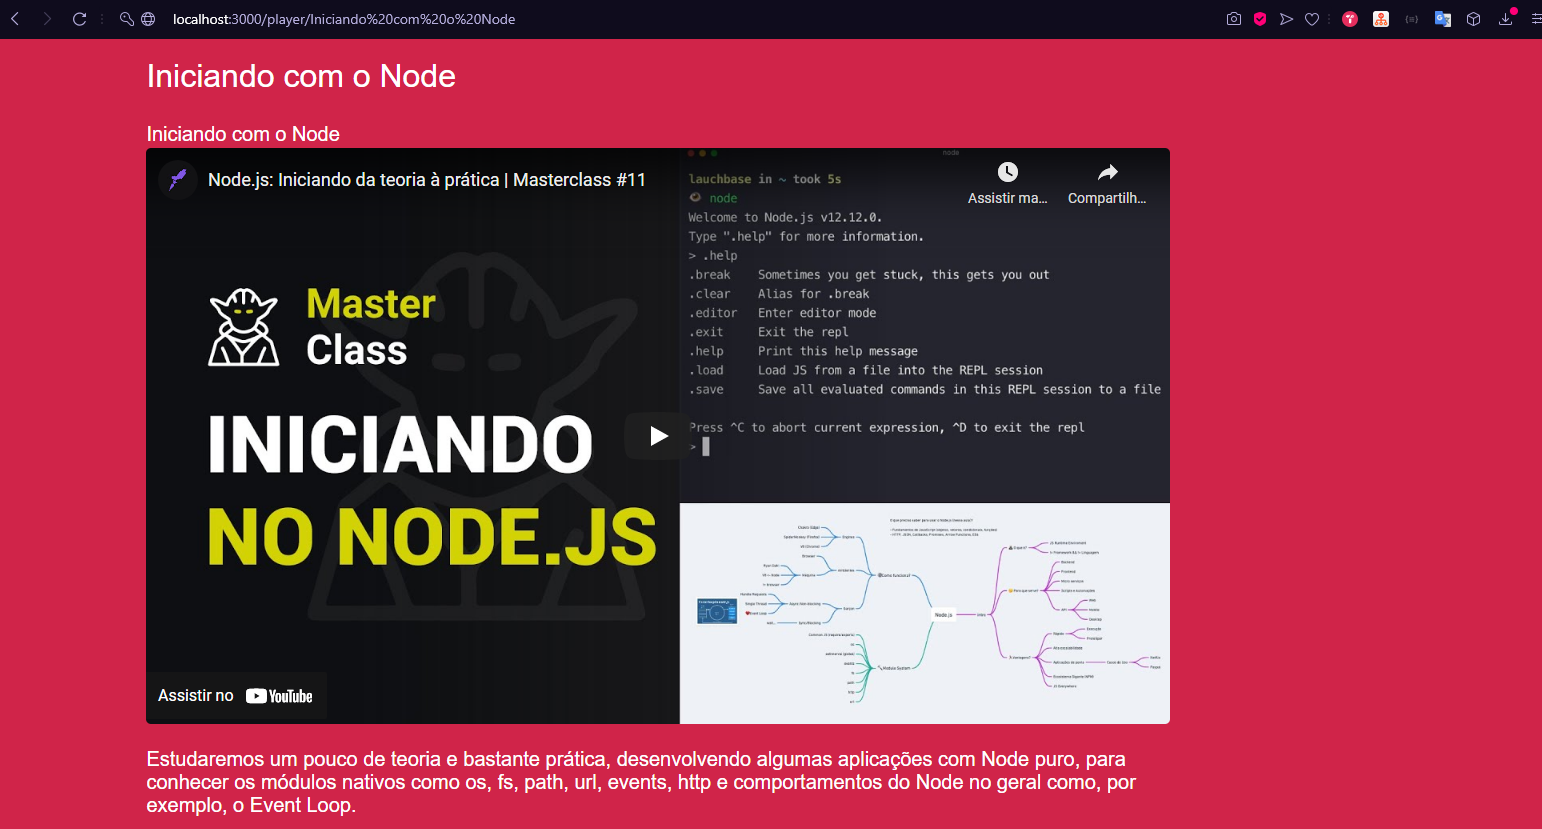 localhost:3000/player/Iniciando%20com%20o%20Node
Iniciando com o Node
Iniciando com o Node
Node.js: Iniciando da teoria à prática | Masterclass #11
Assistir ma...
Compartilh...
Master
Class
INICIANDO
NO NODE.JS
node
lauchbase in ~ took 5s
node
Welcome to Node.js v12.12.0.
Type ".help" for more information.
> .help
.break Sometimes you get stuck, this gets you out
.clear Alias for .break
.editor Enter editor mode
.exit Exit the repl
.help Print this help message
.load Load JS from a file into the REPL session
.save Save all evaluated commands in this REPL session to a file
Press ^C to abort current expression, ^D to exit the repl
>
Node.js
Assistir no YouTube
Estudaremos um pouco de teoria e bastante prática, desenvolvendo algumas aplicações com Node puro, para
conhecer os módulos nativos como os, fs, path, url, events, http e comportamentos do Node no geral como, por
exemplo, o Event Loop.